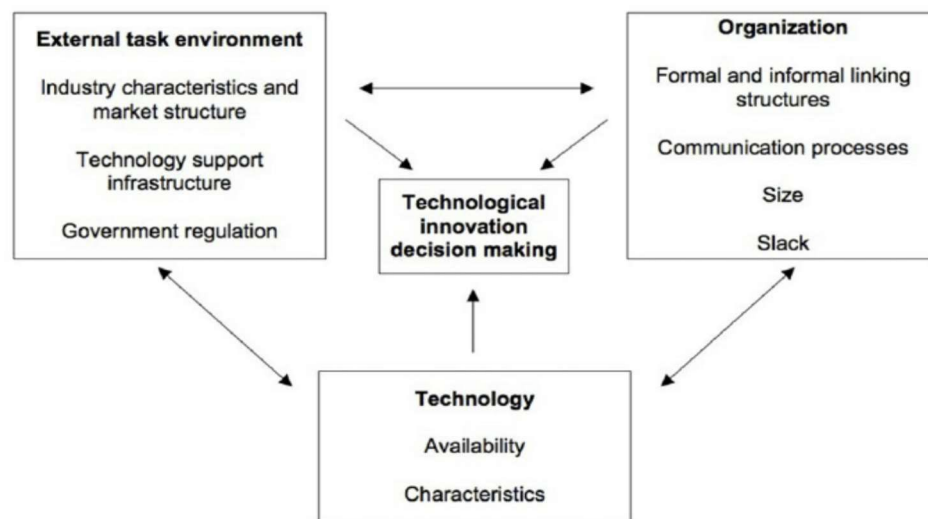 External task environment
Industry characteristics and
market structure
Technology support
infrastructure
Government regulation
Organization
Formal and informal linking
structures
Communication processes
Size
Slack
Technological
innovation
decision making
Technology
Availability
Characteristics